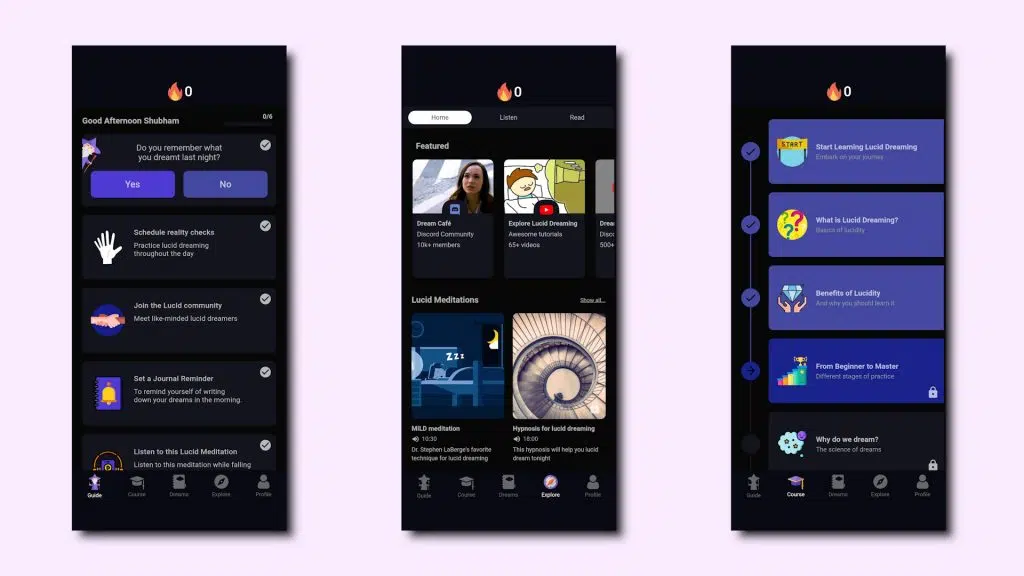 0
Good Afternoon Shubham
0/6
Do you remember what
you dreamt last night?
Yes
No
Schedule reality checks
Practice lucid dreaming
throughout the day
Join the Lucid community
Meet like-minded lucid dreamers
Set a Journal Reminder
To remind yourself of writing
down your dreams in the morning.
Listen to this Lucid Meditation
Listen to this meditation while falling
Guide
Course
Dreams
Explore
Profile
0
Home
Listen
Read
Featured
Dream Café
Discord Community
10k+ members
Explore Lucid Dreaming
Awesome tutorials
65+ videos
Drea
Disc
500+
Lucid Meditations
Show all...
zzz
MILD meditation
10:30
Dr. Stephen LaBerge's favorite
technique for lucid dreaming
Hypnosis for lucid dreaming
18:00
This hypnosis will help you lucid
dream tonight
Guide
Course
Dreams
Explore
Profile
0
START
Start Learning Lucid Dreaming
Embark on your journey
What is Lucid Dreaming?
Basics of lucidity
Benefits of Lucidity
And why you should learn it
From Beginner to Master
Different stages of practice
Why do we dream?
The science of dreams
Guide
Course
Dreams
Explore
Profile